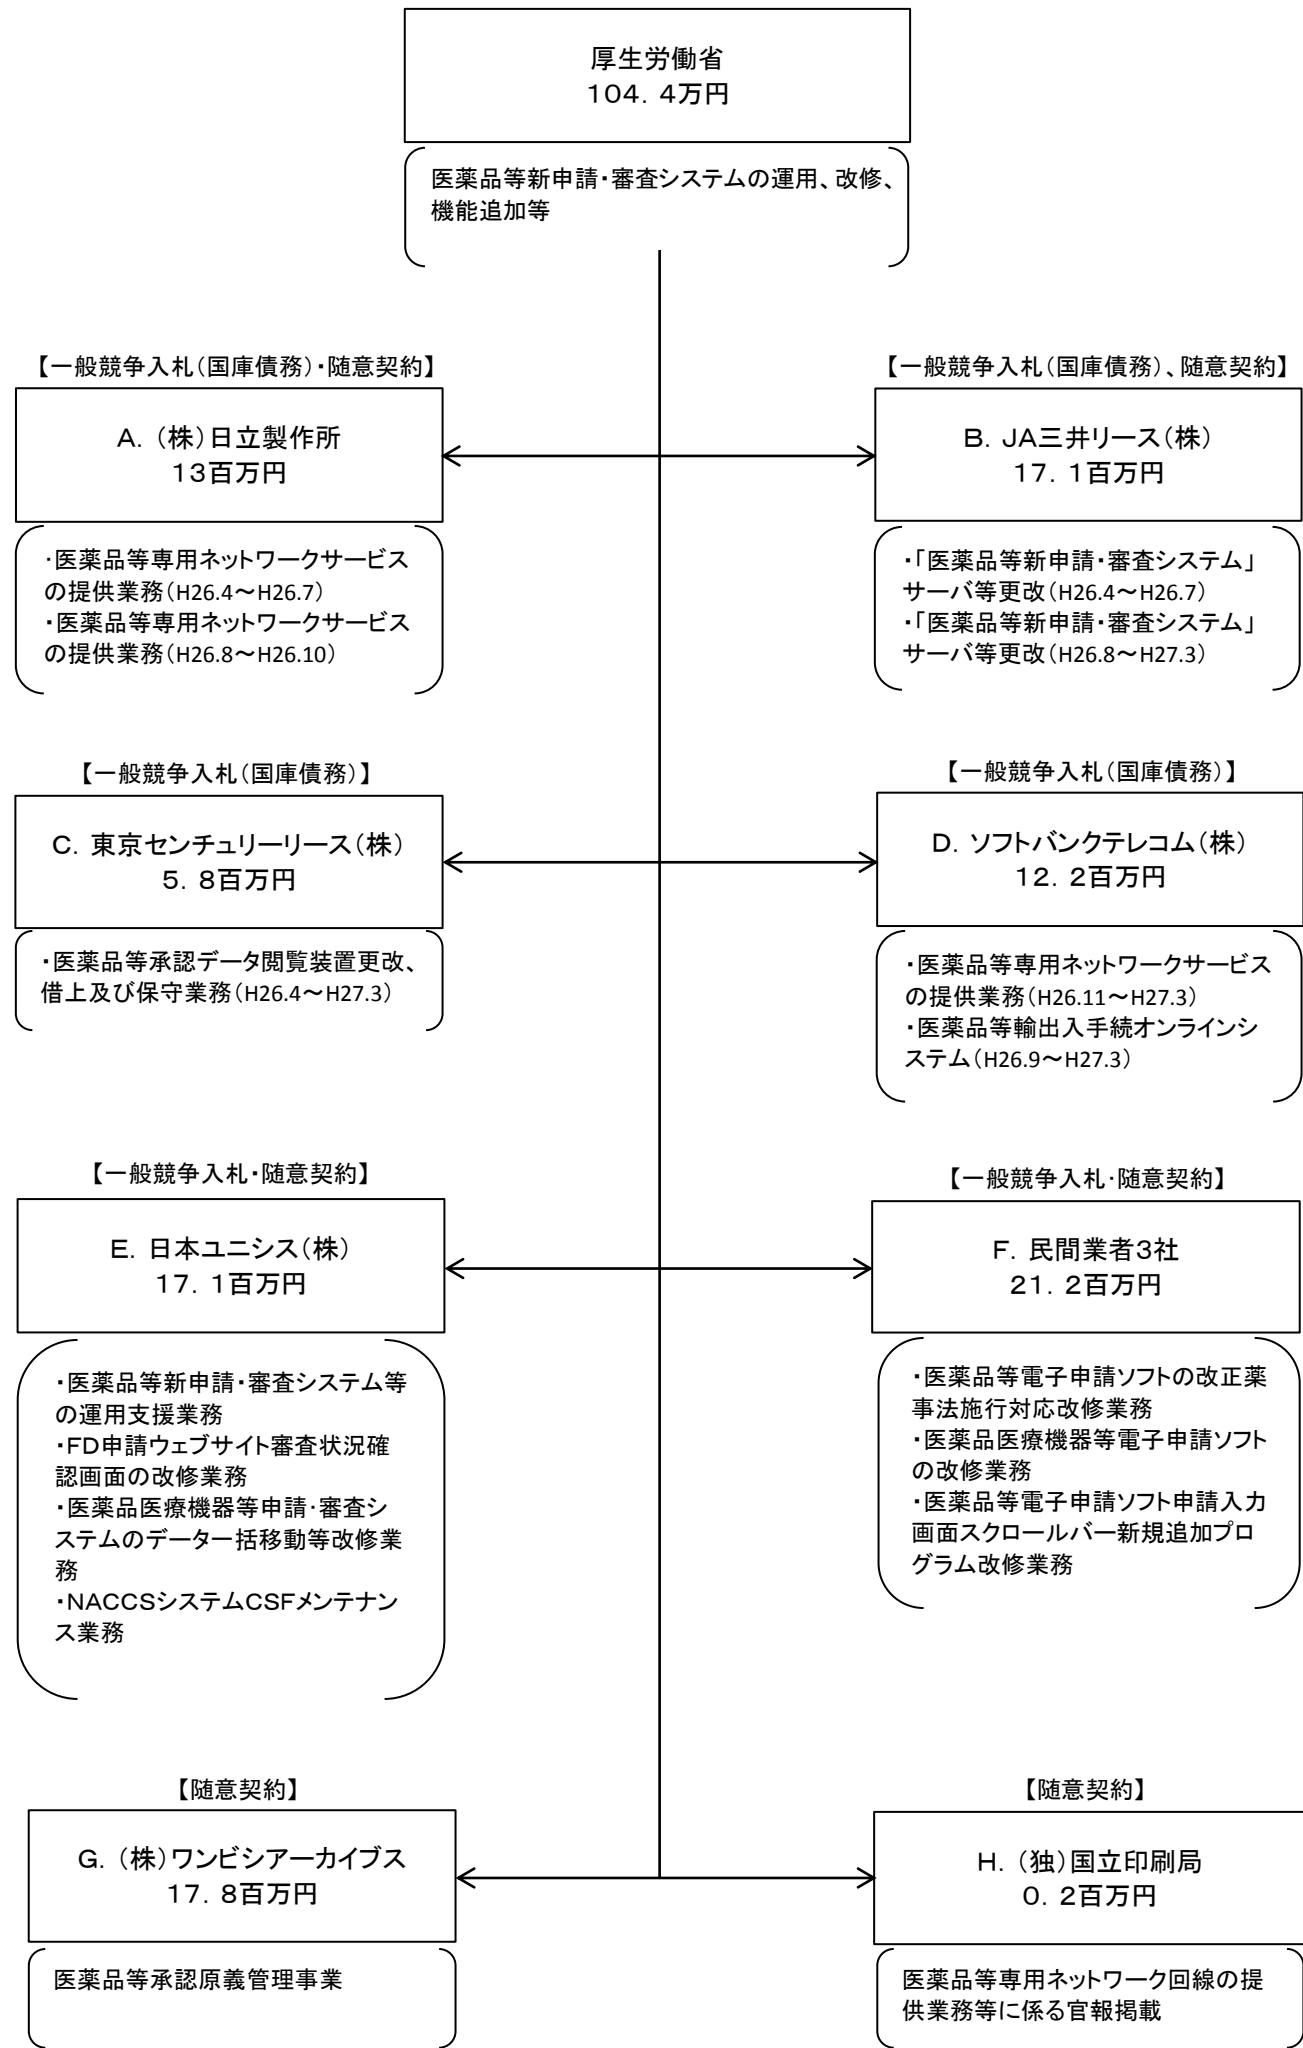 厚生労働省
104．4万円
医薬品等新申請・審査システムの運用、改修、
機能追加等
【一般競争入札(国庫債務)・随意契約】
A．（株）日立製作所
13百万円
・医薬品等専用ネットワークサービス
の提供業務（H26.4～H26.7）
・医薬品等専用ネットワークサービス
の提供業務（H26.8～H26.10）
【一般競争入札(国庫債務)、随意契約】
B．JA三井リース（株）
17．1百万円
・「医薬品等新申請・審査システム」
サーバ等更改（H26.4～H26.7）
・「医薬品等新申請・審査システム」
サーバ等更改（H26.8～H27.3）
【一般競争入札（国庫債務）】
C．東京センチュリーリース（株）
5．8百万円
・医薬品等承認データ閲覧装置更改、
借上及び保守業務（H26.4～H27.3）
【一般競争入札（国庫債務）】
D．ソフトバンクテレコム（株）
12．2百万円
・医薬品等専用ネットワークサービス
の提供業務（H26.11～H27.3）
・医薬品等輸出入手続オンラインシ
ステム（H26.9～H27.3）
【一般競争入札・随意契約】
E．日本ユニシス（株）
17．1百万円
・医薬品等新申請・審査システム等
の運用支援業務
・FD申請ウェブサイト審査状況確
認画面の改修業務
・医薬品医療機器等申請・審査シ
ステムのデータ一括移動等改修業
務
・NACCSシステムCSFメンテナン
ス業務
【一般競争入札・随意契約】
F．民間業者3社
21．2百万円
・医薬品等電子申請ソフトの改正薬
事法施行対応改修業務
・医薬品医療機器等電子申請ソフト
の改修業務
・医薬品等電子申請ソフト申請入力
画面スクロールバー新規追加プロ
グラム改修業務
【随意契約】
G．（株）ワンビシアーカイブス
17．8百万円
医薬品等承認原義管理事業
【随意契約】
H．（独）国立印刷局
0．2百万円
医薬品等専用ネットワーク回線の提
供業務等に係る官報掲載